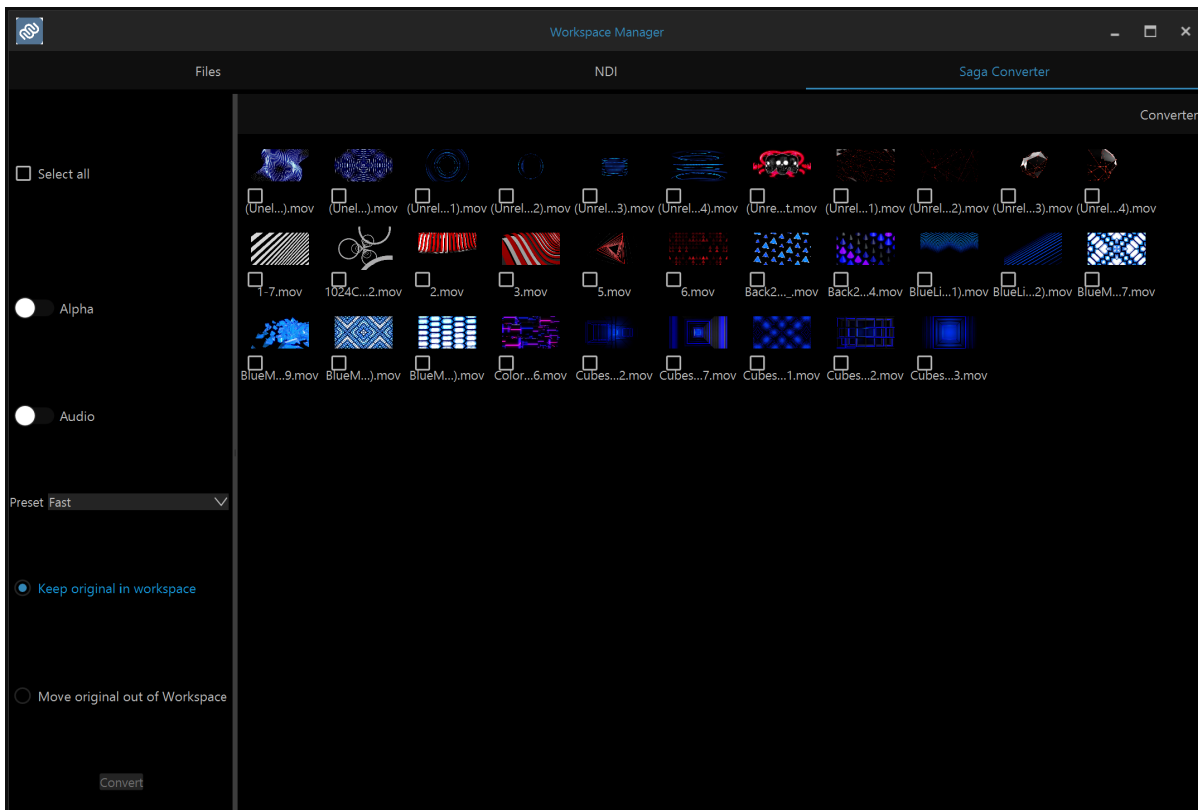 Workspace Manager
Files NDI Saga Converter
Converter
Select all
(Unel...).mov (Unel...).mov (Unrel...1).mov (Unrel...2).mov (Unrel...3).mov (Unrel...4).mov (Unre...t.mov (Unrel...1).mov (Unrel...2).mov (Unrel...3).mov (Unrel...4).mov
1-7.mov 1024C...2.mov 2.mov 3.mov 5.mov 6.mov Back2..._.mov Back2...4.mov BlueLi...1).mov BlueLi...2).mov BlueM...7.mov
Alpha
BlueM...9.mov BlueM...).mov BlueM...).mov Color...6.mov Cubes...2.mov Cubes...7.mov Cubes...1.mov Cubes...2.mov Cubes...3.mov
Audio
Preset Fast
Keep original in workspace
Move original out of Workspace
Convert